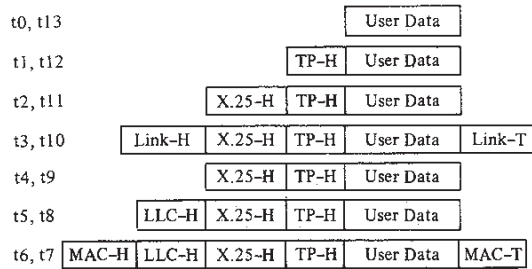 t0, t13 User Data
t1, t12 TP-H User Data
t2, t11 X.25-H TP-H User Data
t3, t10 Link-H X.25-H TP-H User Data Link-T
t4, t9 X.25-H TP-H User Data
t5, t8 LLC-H X.25-H TP-H User Data
t6, t7 MAC-H LLC-H X.25-H TP-H User Data MAC-T